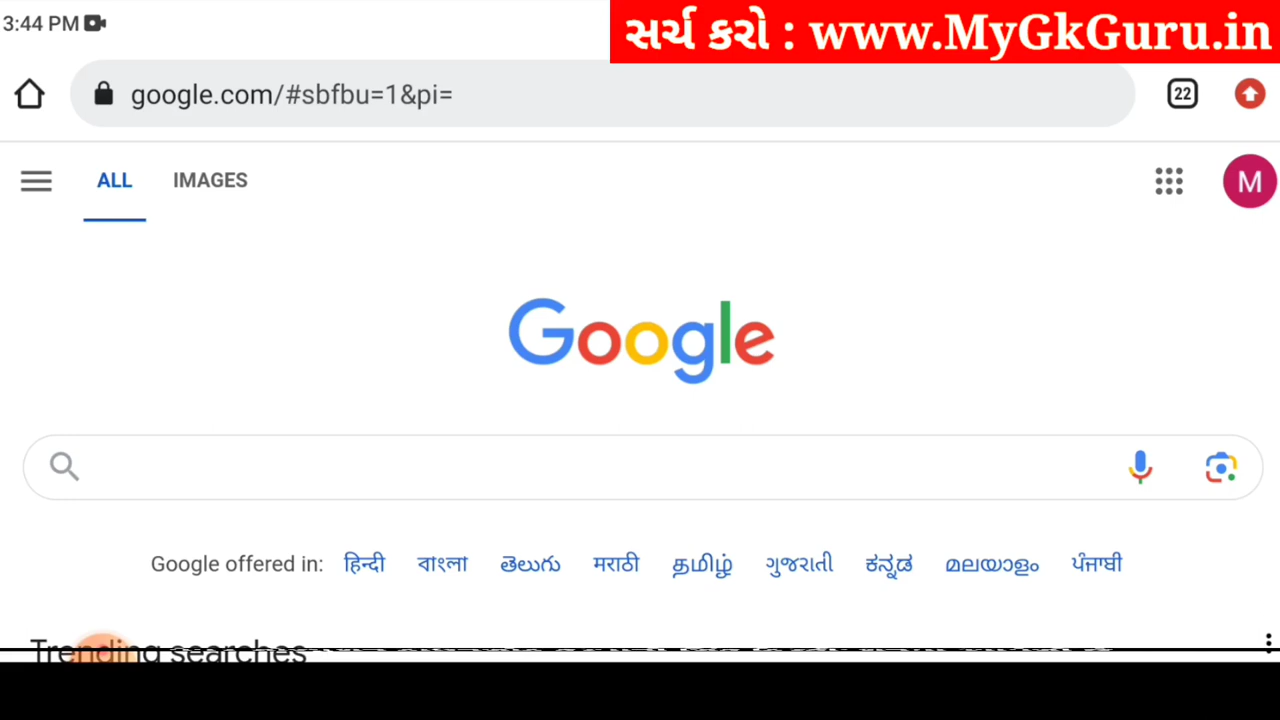 3:44 PM
સર્ચ કરો : www.MyGkGuru.in
google.com/#sbfbu=1&pi=
22
ALL IMAGES
M
Google
Google offered in: हिन्दी বাংলা తెలుగు मराठी தமிழ் ગુજરાતી ಕನ್ನಡ മലയാളം ਪੰਜਾਬੀ
Trending searches